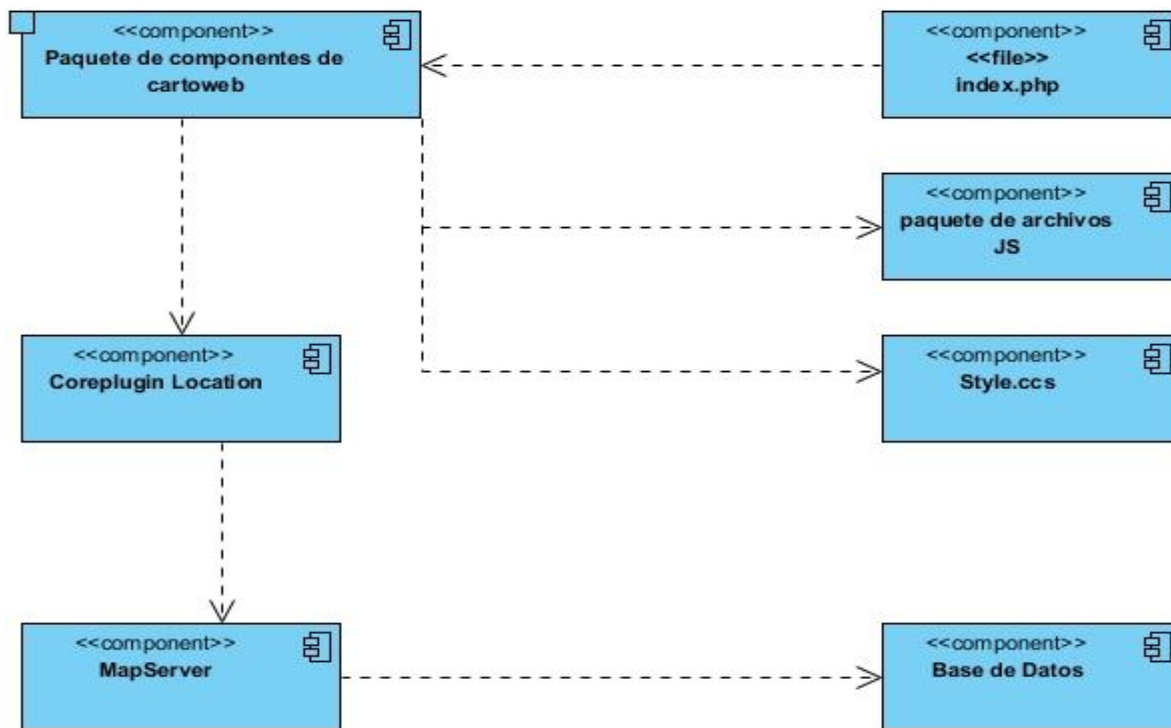 <<component>>
Paquete de componentes de
cartoweb
<<component>>
<<file>>
index.php
<<component>>
paquete de archivos
JS
<<component>>
Coreplugin Location
<<component>>
Style.ccs
<<component>>
MapServer
<<component>>
Base de Datos